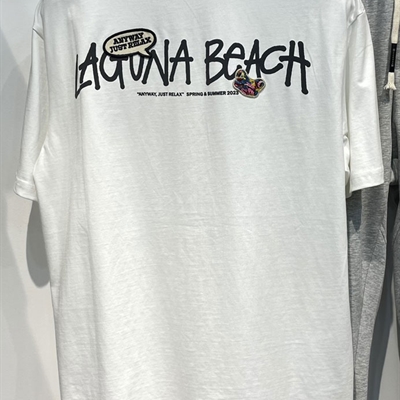 ANYWAY
JUST RELAX
LAGUNA BEACH
"ANYWAY, JUST RELAX" SPRING & SUMMER 2023